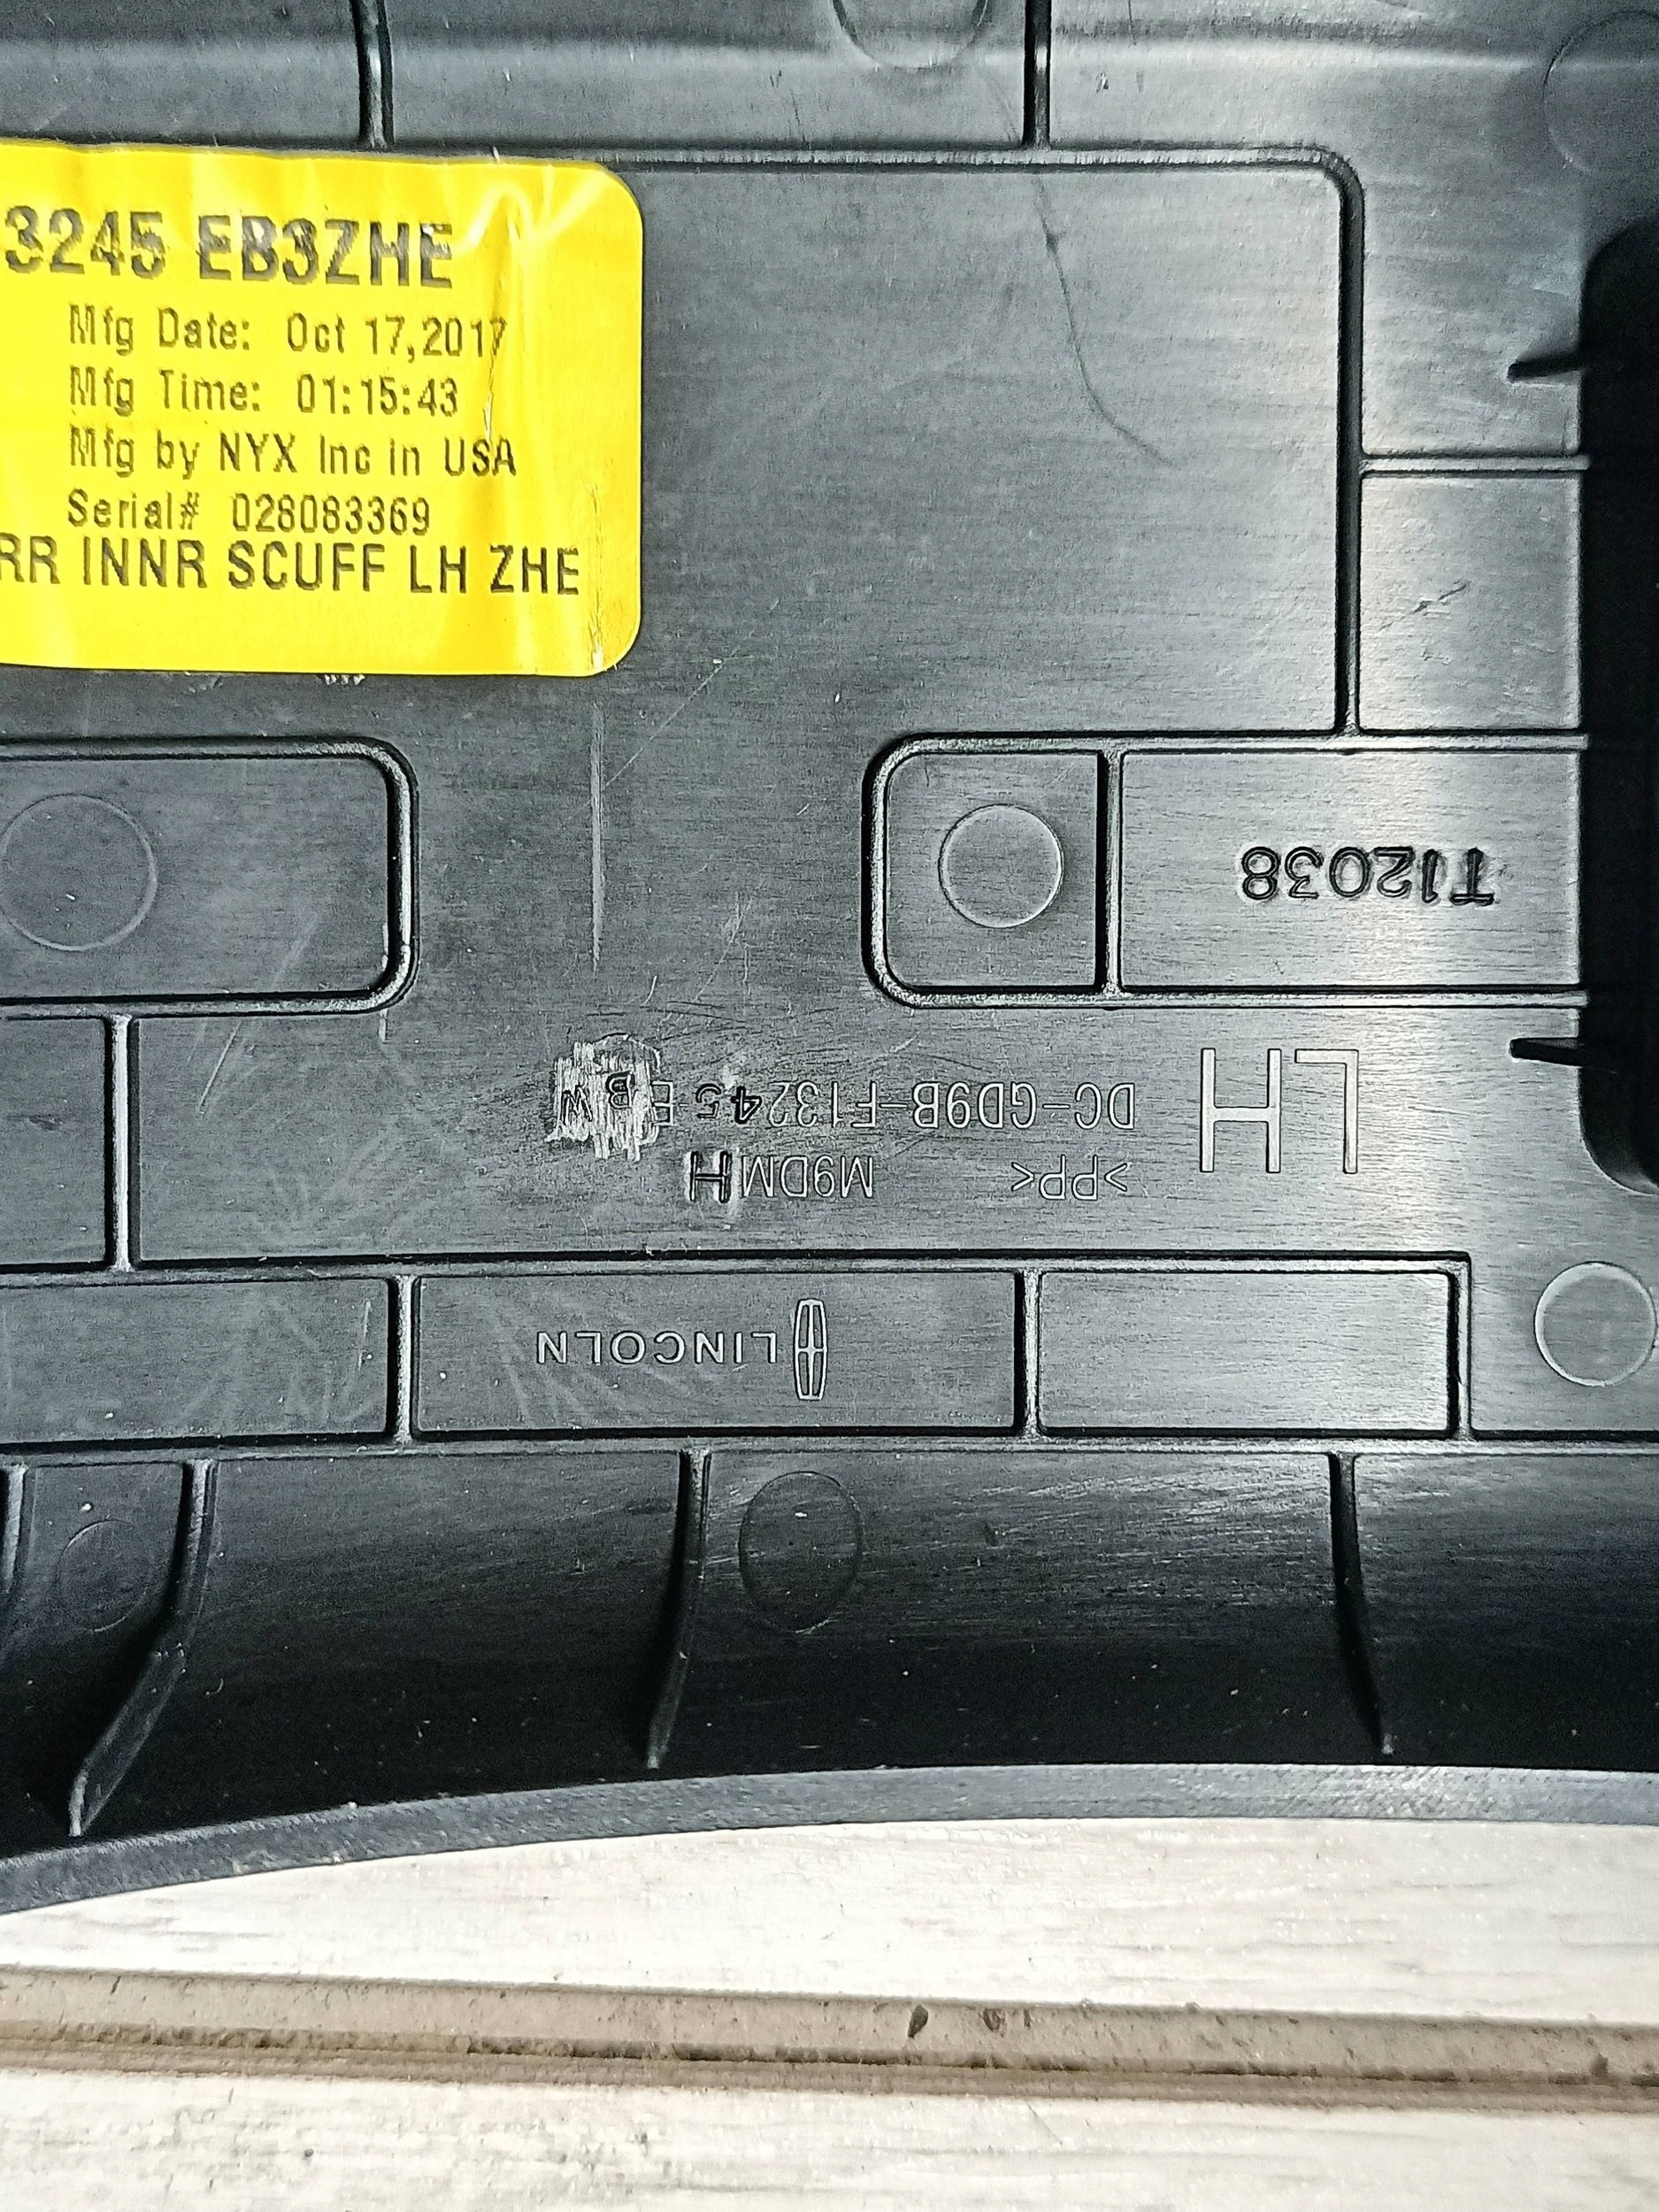 3245 EB3ZHE
Mfg Date: Oct 17,2017
Mfg Time: 01:15:43
Mfg by NYX Inc in USA
Serial# 028083369
RR INNR SCUFF LH ZHE
T12038
LH
DC-GD9B-F13245-E B W
>PP< M9DMH
LINCOLN